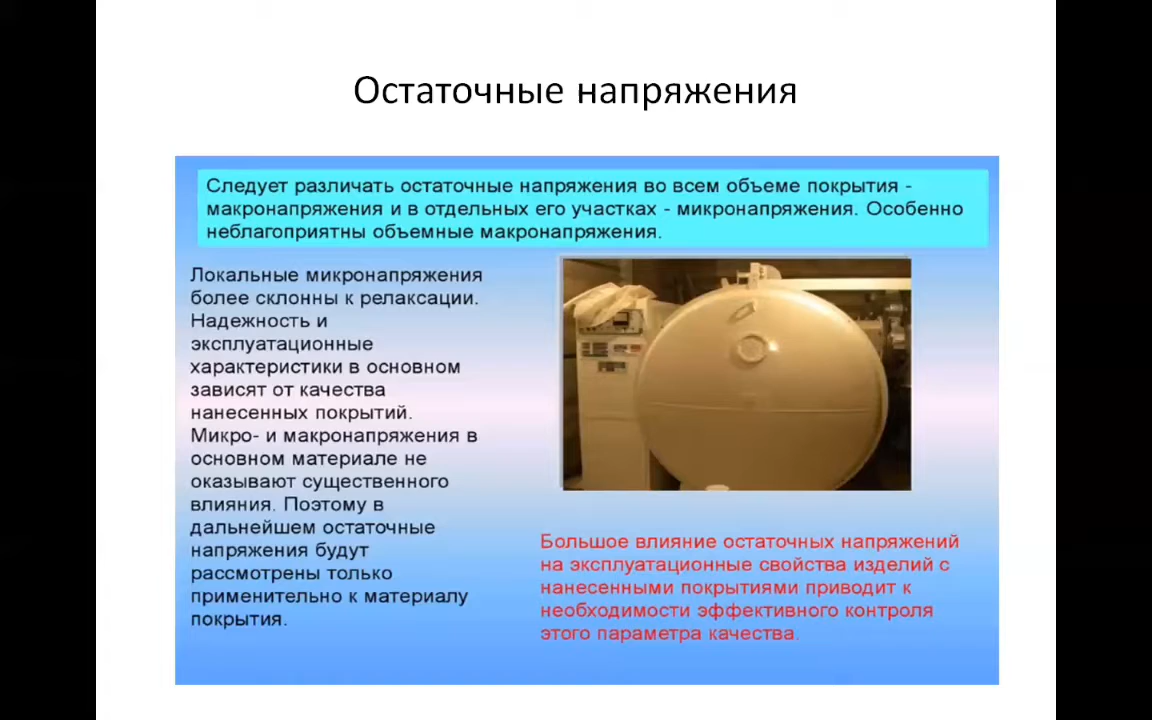 Остаточные напряжения
Следует различать остаточные напряжения во всем объеме покрытия -
макронапряжения и в отдельных его участках - микронапряжения. Особенно
неблагоприятны объемные макронапряжения.
Локальные микронапряжения
более склонны к релаксации.
Надежность и
эксплуатационные
характеристики в основном
зависят от качества
нанесенных покрытий.
Микро- и макронапряжения в
основном материале не
оказывают существенного
влияния. Поэтому в
дальнейшем остаточные
напряжения будут
рассмотрены только
применительно к материалу
покрытия.
Большое влияние остаточных напряжений
на эксплуатационные свойства изделий с
нанесенными покрытиями приводит к
необходимости эффективного контроля
этого параметра качества.